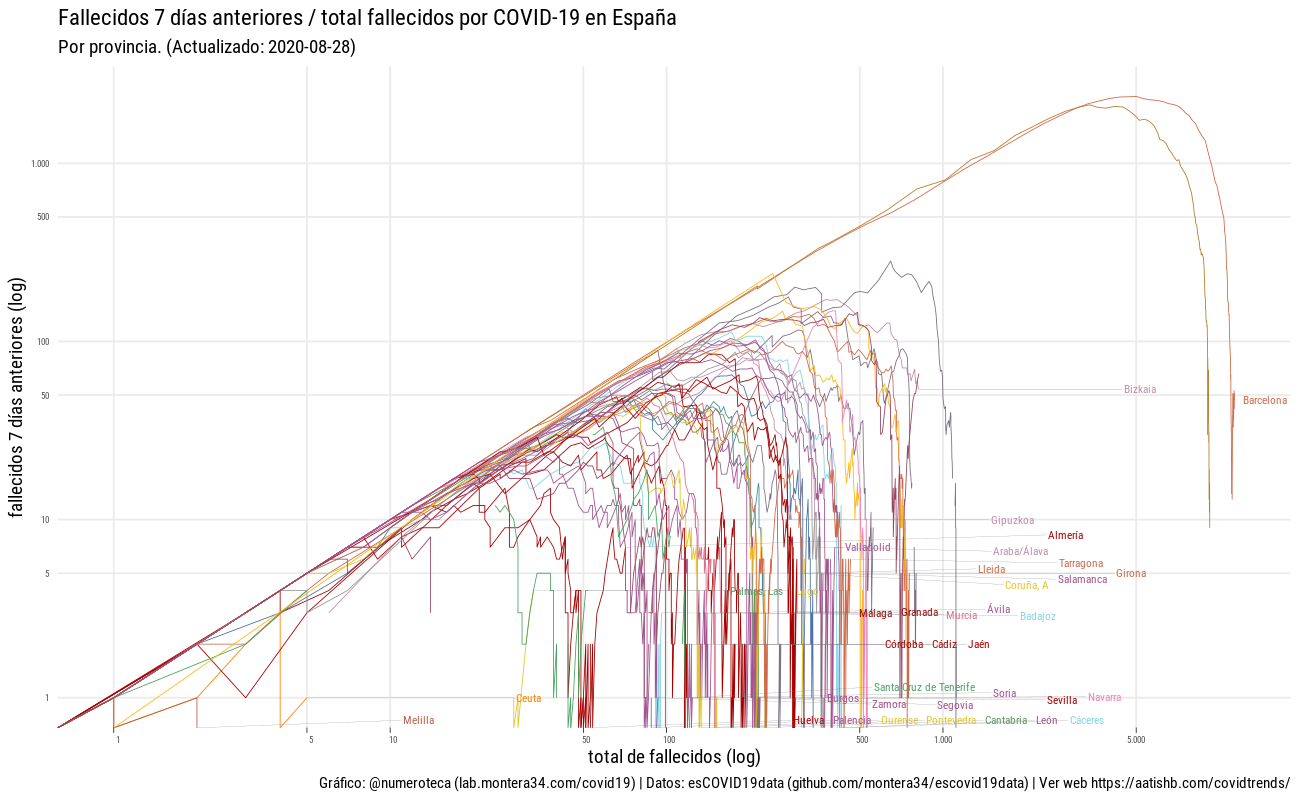 Fallecidos 7 días anteriores / total fallecidos por COVID-19 en España
Por provincia. (Actualizado: 2020-08-28)
fallecidos 7 días anteriores (log)
1.000
500
100
50
10
5
1
Bizkaia
Barcelona
Gipuzkoa
Almería
Valladolid
Araba/Álava
Tarragona
Lleida
Girona
Salamanca
Coruña, A
Palmas, Las
Lugo
Málaga
Granada
Murcia
Ávila
Badajoz
Córdoba
Cádiz
Jaén
Santa Cruz de Tenerife
Soria
Ceuta
Burgos
Zamora
Segovia
Sevilla
Navarra
Melilla
Huelva
Palencia
Ourense
Pontevedra
Cantabria
León
Cáceres
1
5
10
50
100
500
1.000
5.000
total de fallecidos (log)
Gráfico: @numeroteca (lab.montera34.com/covid19) | Datos: esCOVID19data (github.com/montera34/escovid19data) | Ver web https://aatishb.com/covidtrends/